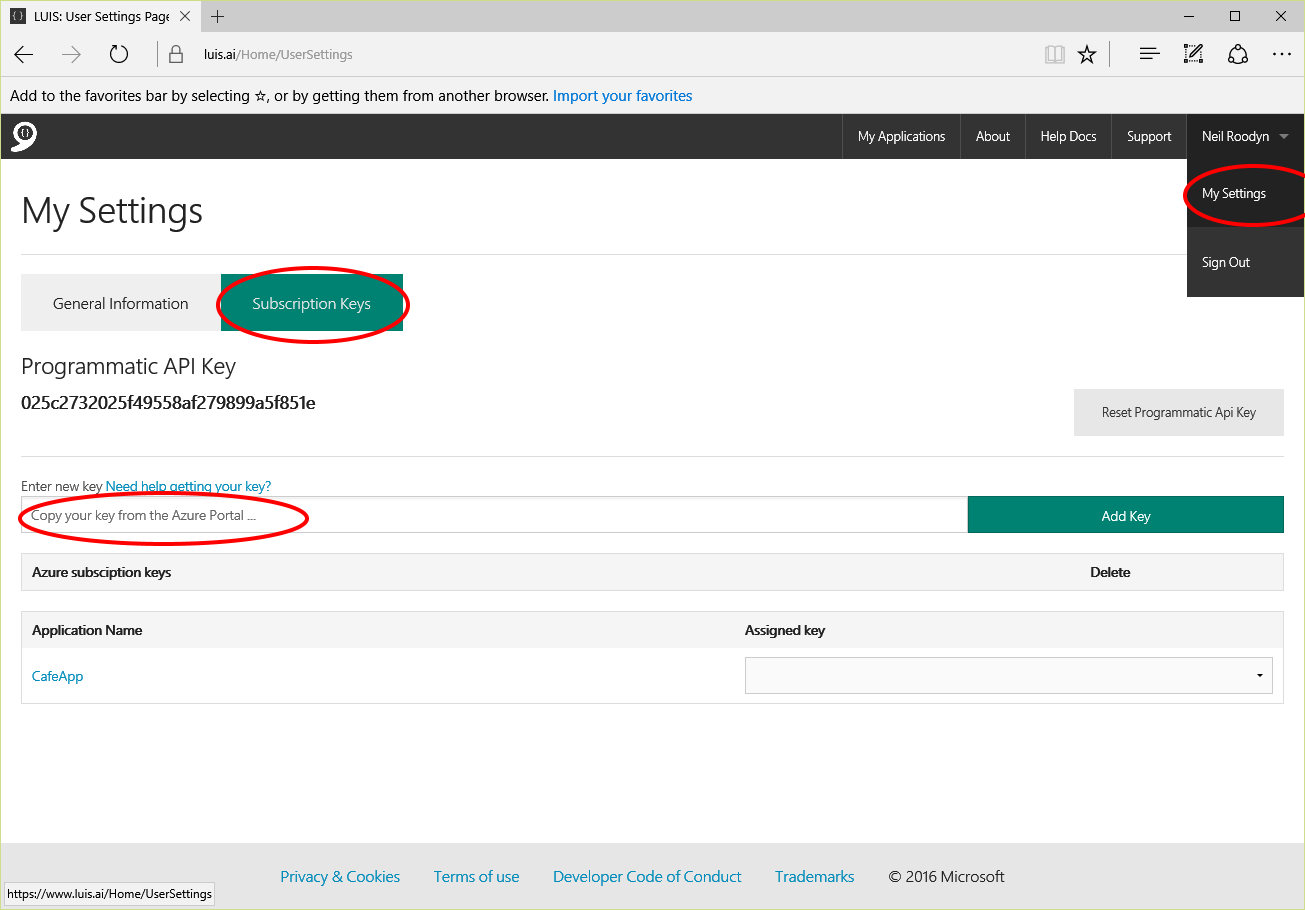 LUIS: User Settings Page
luis.ai/Home/UserSettings
Add to the favorites bar by selecting ☆, or by getting them from another browser. Import your favorites
My Applications About Help Docs Support Neil Roodyn
My Settings
Sign Out
My Settings
General Information Subscription Keys
Programmatic API Key
025c2732025f49558af279899a5f851e
Reset Programmatic Api Key
Enter new key Need help getting your key?
Copy your key from the Azure Portal ...
Add Key
Azure subsciption keys Delete
Application Name Assigned key
CafeApp
Privacy & Cookies Terms of use Developer Code of Conduct Trademarks © 2016 Microsoft
https://www.luis.ai/Home/UserSettings